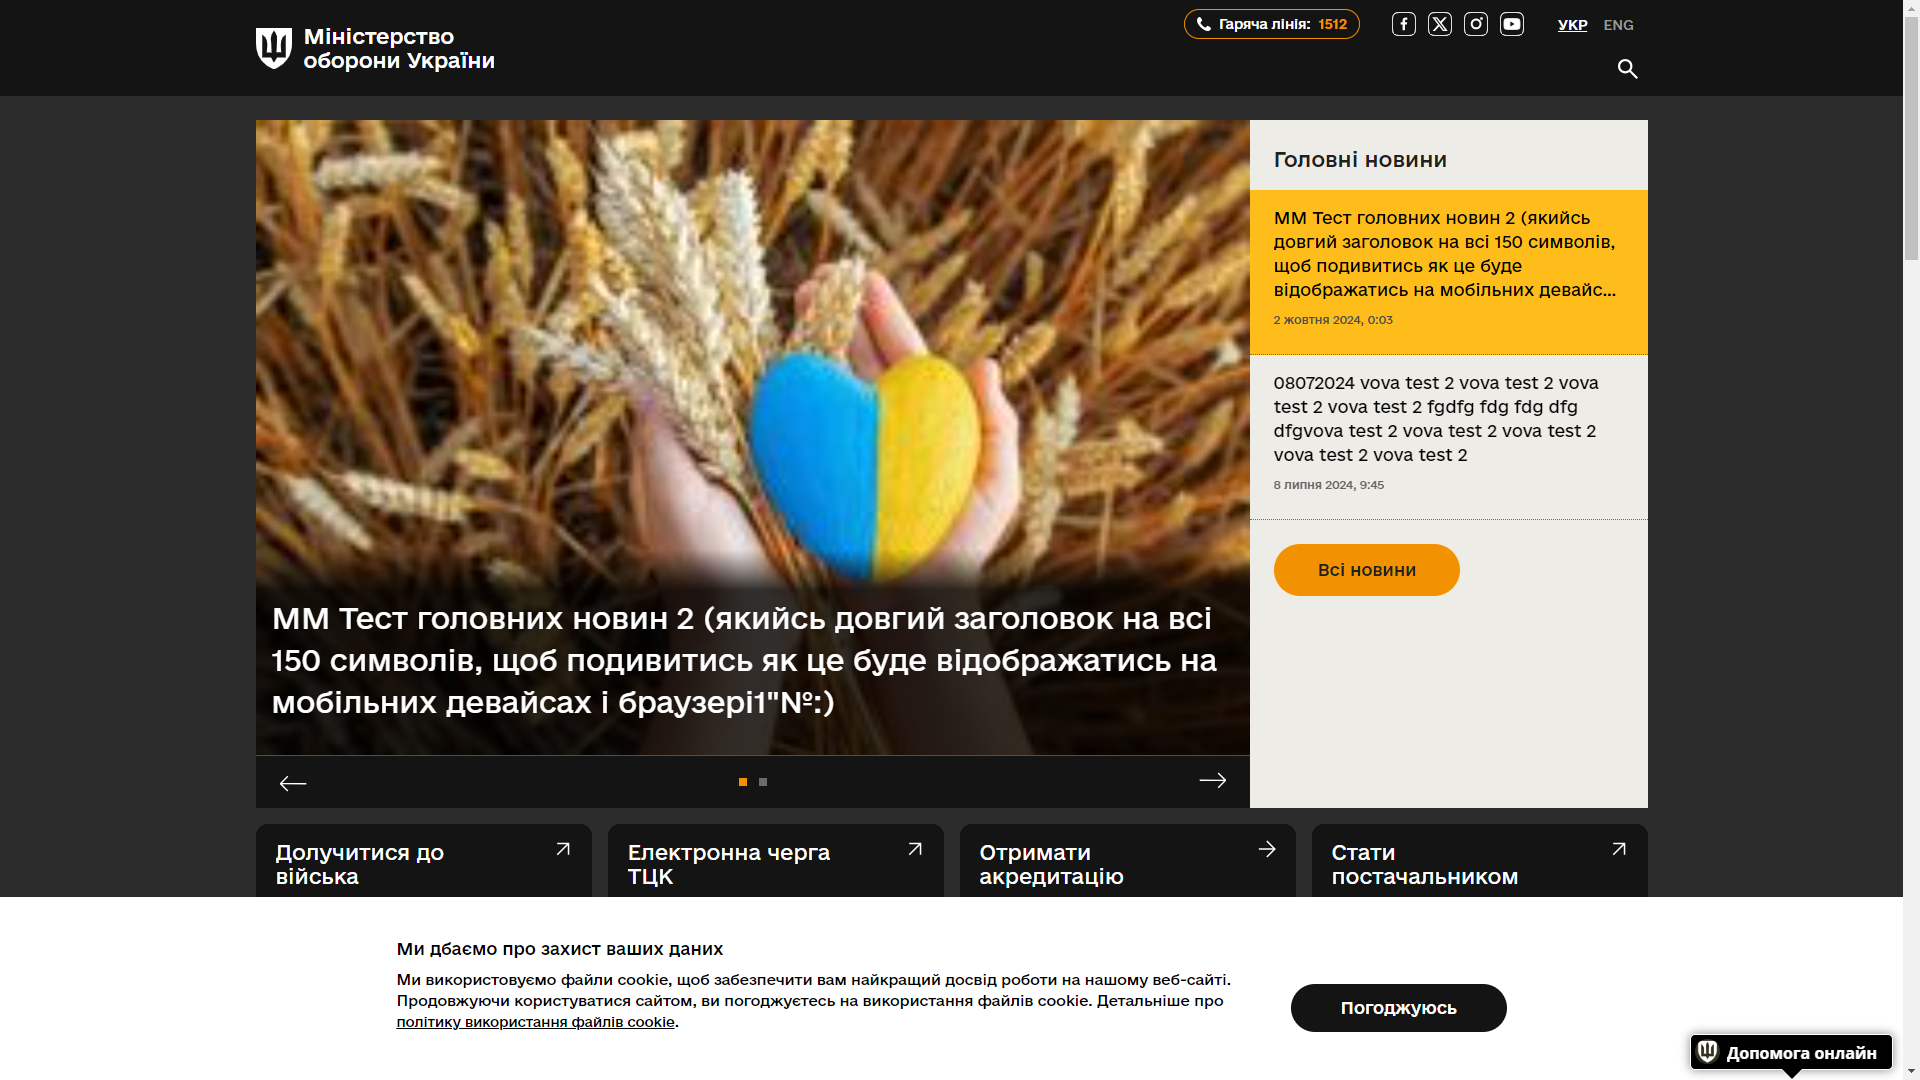 Міністерство
оборони України
Гаряча лінія: 1512
УКР ENG
ММ Тест головних новин 2 (якийсь довгий заголовок на всі
150 символів, щоб подивитись як це буде відображатись на
мобільних девайсах і браузері1"№:)
Головні новини
ММ Тест головних новин 2 (якийсь
довгий заголовок на всі 150 символів,
щоб подивитись як це буде
відображатись на мобільних девайс...
2 жовтня 2024, 0:03
08072024 vova test 2 vova test 2 vova
test 2 vova test 2 fgdfg fdg fdg dfg
dfgvova test 2 vova test 2 vova test 2
vova test 2 vova test 2
8 липня 2024, 9:45
Всі новини
Долучитися до
війська
Електронна черга
ТЦК
Отримати
акредитацію
Стати
постачальником
Ми дбаємо про захист ваших даних
Ми використовуємо файли cookie, щоб забезпечити вам найкращий досвід роботи на нашому веб-сайті.
Продовжуючи користуватися сайтом, ви погоджуєтесь на використання файлів cookie. Детальніше про
політику використання файлів cookie.
Погоджуюсь
Допомога онлайн